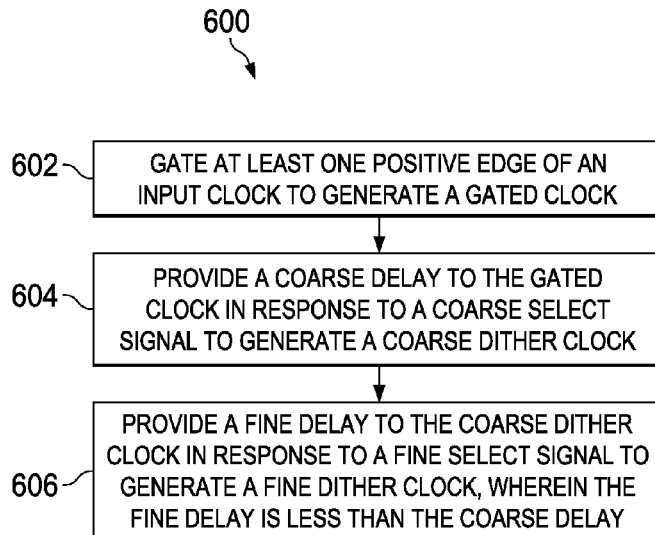 600
602
GATE AT LEAST ONE POSITIVE EDGE OF AN
INPUT CLOCK TO GENERATE A GATED CLOCK
604
PROVIDE A COARSE DELAY TO THE GATED
CLOCK IN RESPONSE TO A COARSE SELECT
SIGNAL TO GENERATE A COARSE DITHER CLOCK
606
PROVIDE A FINE DELAY TO THE COARSE DITHER
CLOCK IN RESPONSE TO A FINE SELECT SIGNAL TO
GENERATE A FINE DITHER CLOCK, WHEREIN THE
FINE DELAY IS LESS THAN THE COARSE DELAY